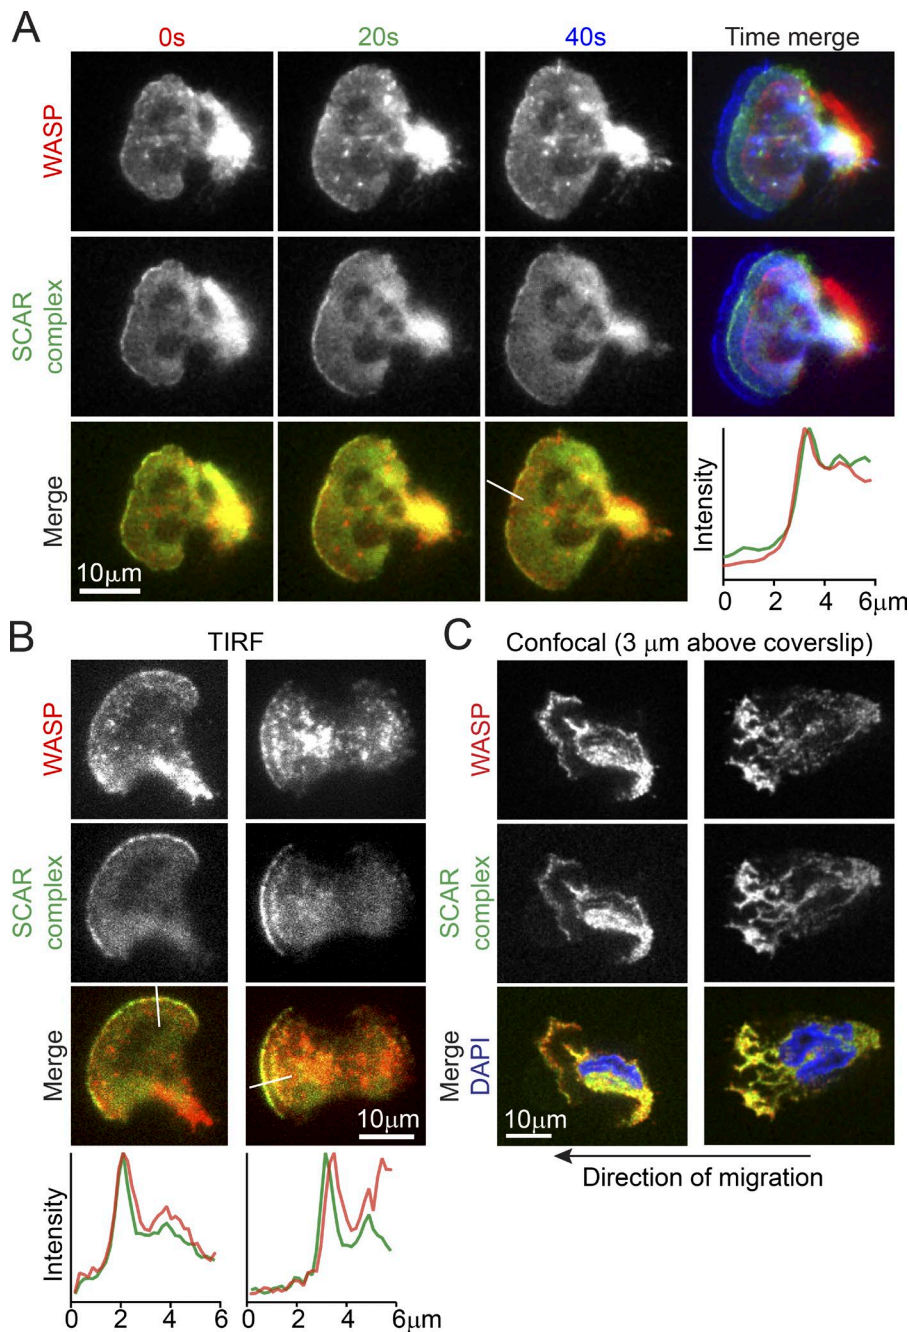 A
0s 20s 40s Time merge
WASP
SCAR
complex
Merge
10μm
Intensity
0 2 4 6μm
B
TIRF
WASP
SCAR
complex
Merge
10μm
Intensity
0 2 4 6
0 2 4 6μm
C
Confocal (3 μm above coverslip)
WASP
SCAR
complex
Merge
DAPI
10μm
Direction of migration